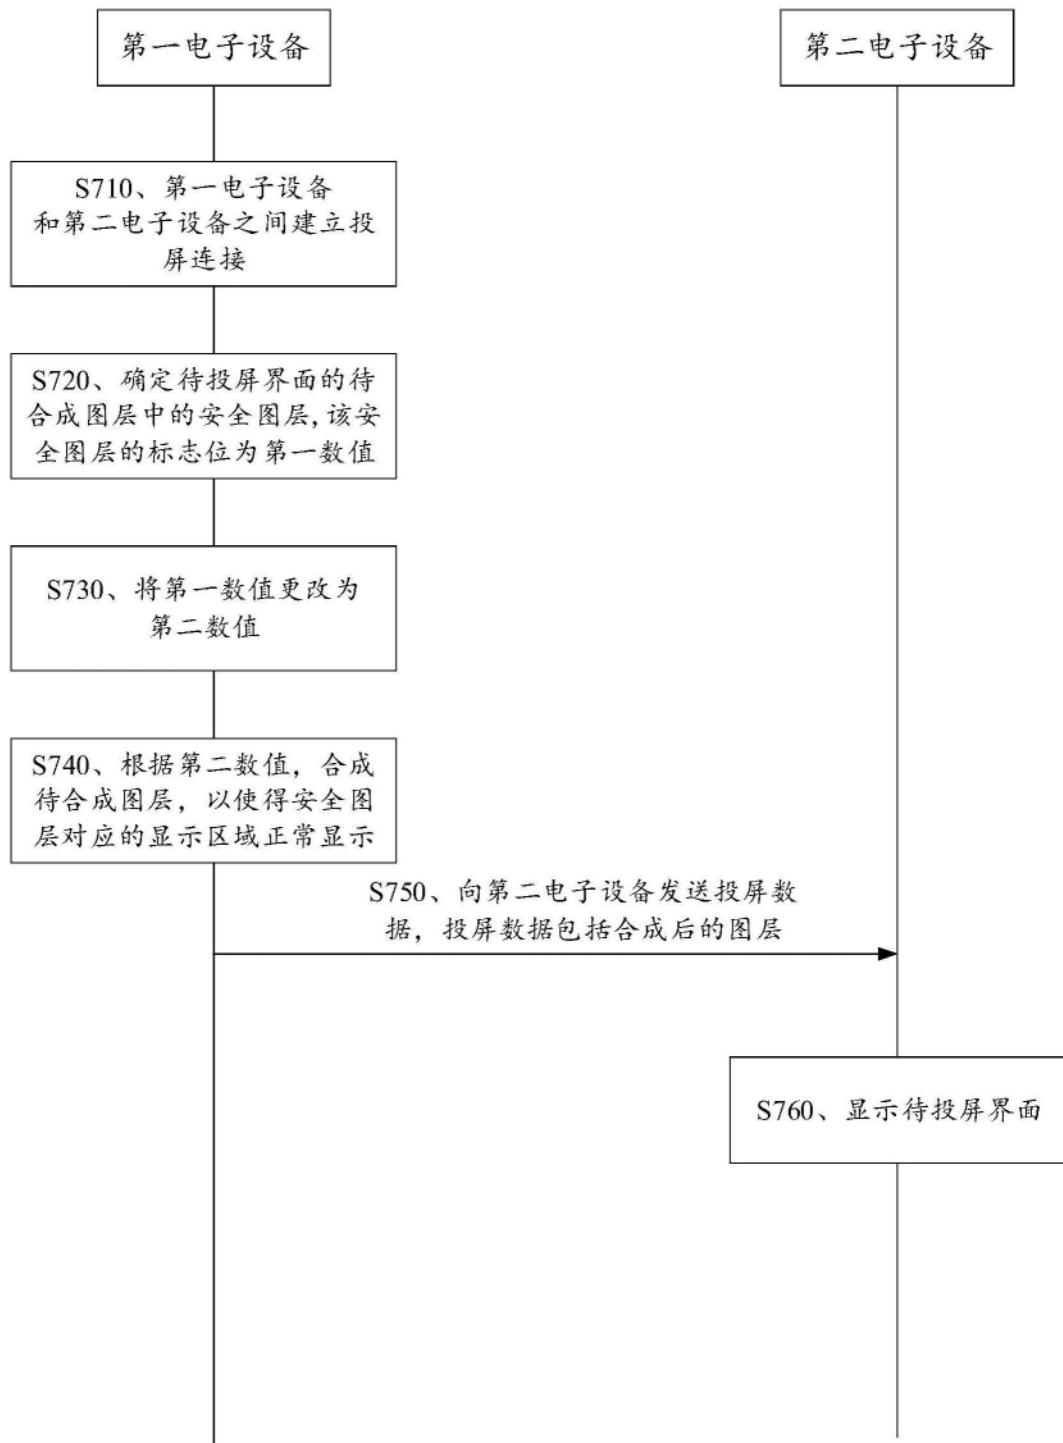 第一电子设备
第二电子设备
S710、第一电子设备
和第二电子设备之间建立投
屏连接
S720、确定待投屏界面的待
合成图层中的安全图层,该安
全图层的标志位为第一数值
S730、将第一数值更改为
第二数值
S740、根据第二数值，合成
待合成图层，以使得安全图
层对应的显示区域正常显示
S750、向第二电子设备发送投屏数
据，投屏数据包括合成后的图层
S760、显示待投屏界面